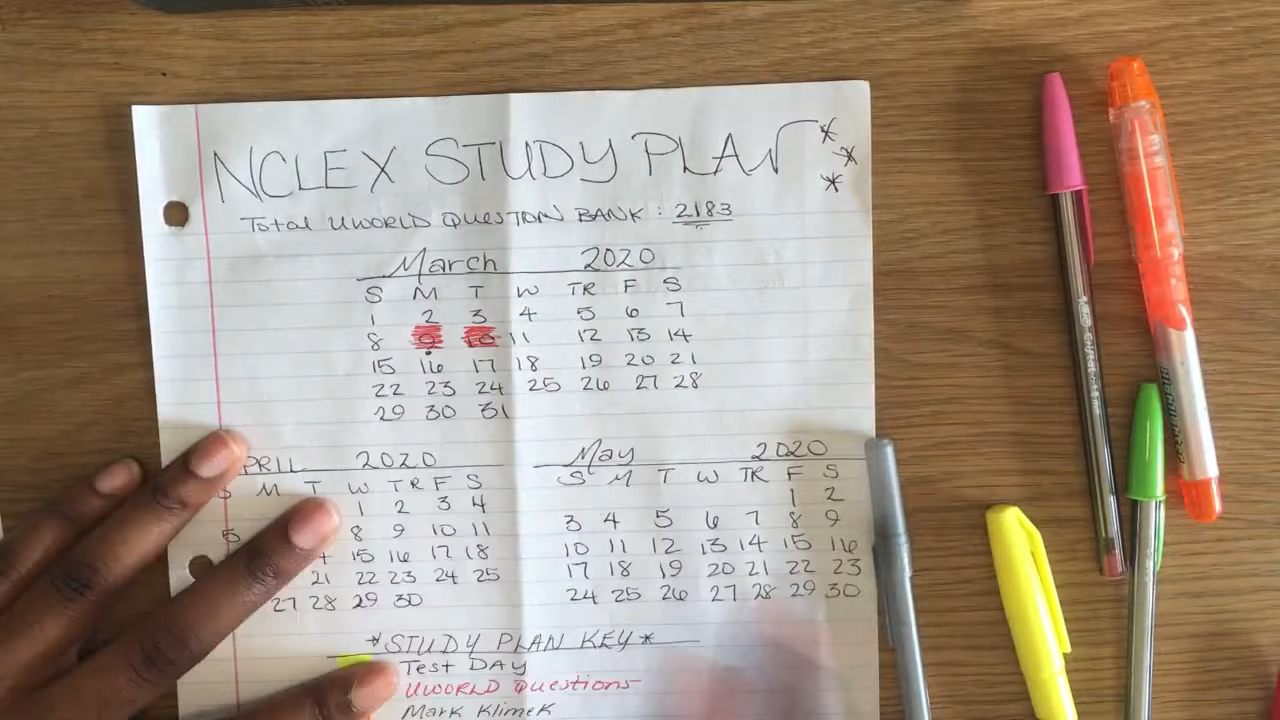 NCLEX STUDY PLAN ***
Total UWORLD QUESTION BANK : 2183
March 2020
S M T W TR F S
1 2 3 4 5 6 7
8 9 10 11 12 13 14
15 16 17 18 19 20 21
22 23 24 25 26 27 28
29 30 31
PRIL 2020
S M T W TR F S
1 2 3 4
5 8 9 10 11
15 16 17 18
21 22 23 24 25
27 28 29 30
May 2020
S M T W TR F S
1 2
3 4 5 6 7 8 9
10 11 12 13 14 15 16
17 18 19 20 21 22 23
24 25 26 27 28 29 30
*STUDY PLAN KEY*
Test DAY
UWORLD Questions
Mark Klimek